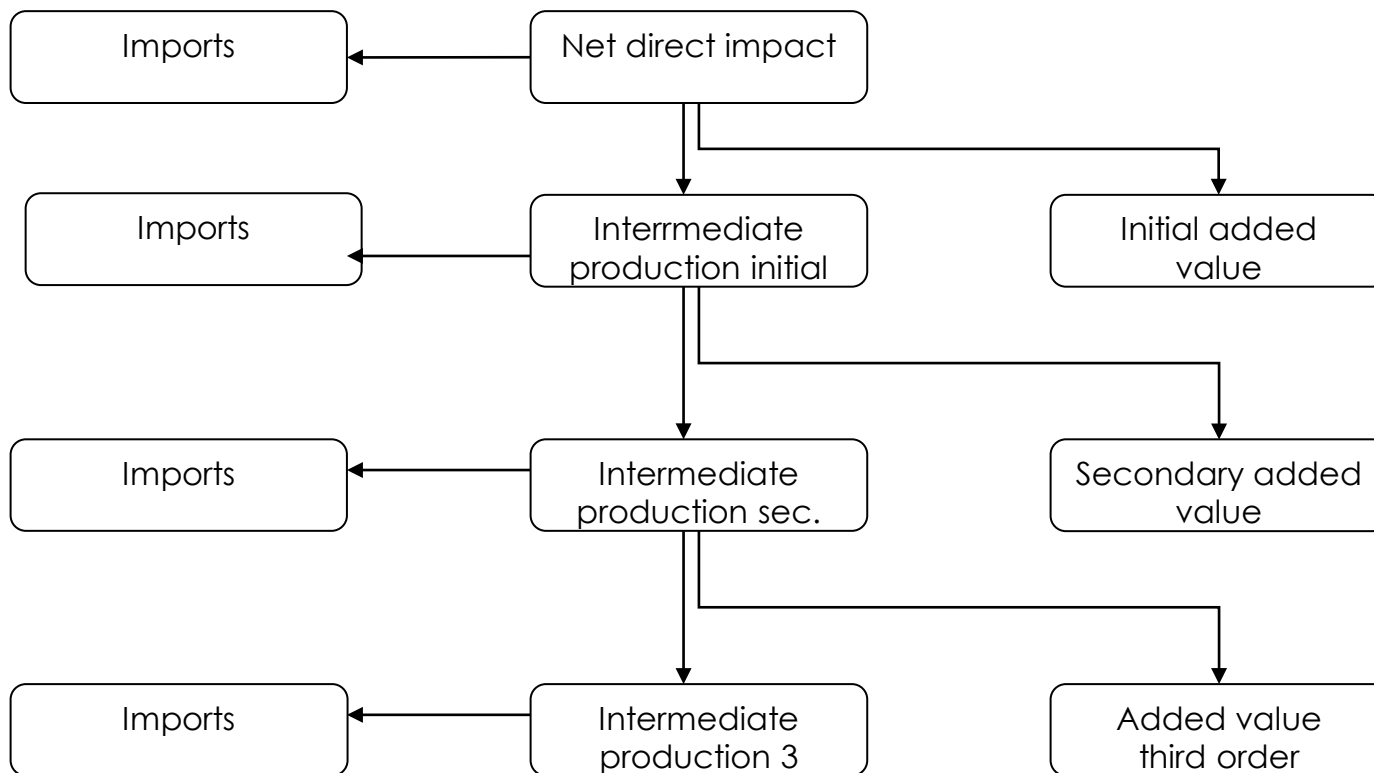 Imports
Net direct impact
Imports
Interrmediate
production initial
Initial added
value
Imports
Intermediate
production sec.
Secondary added
value
Imports
Intermediate
production 3
Added value
third order